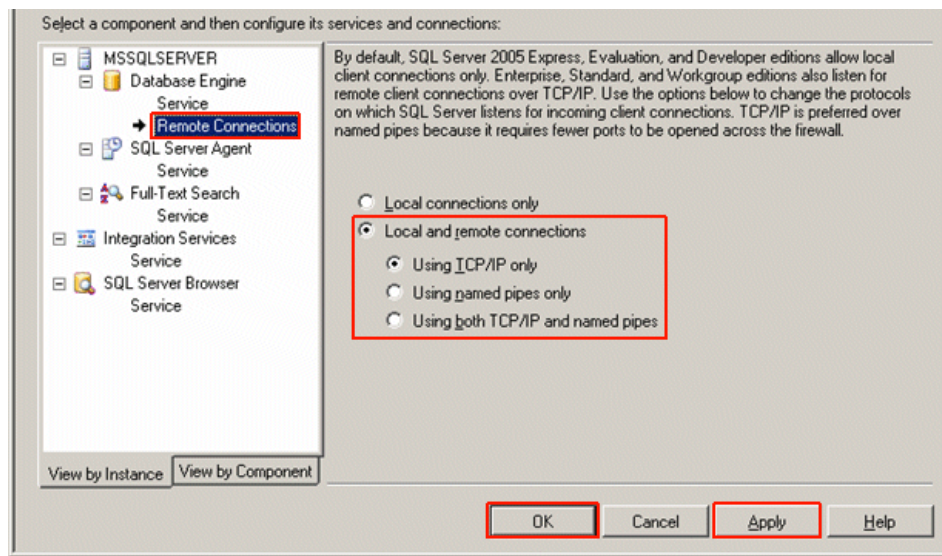 Select a component and then configure its services and connections:
MSSQLSERVER
Database Engine
Service
Remote Connections
SQL Server Agent
Service
Full-Text Search
Service
Integration Services
Service
SQL Server Browser
Service
View by Instance
View by Component
By default, SQL Server 2005 Express, Evaluation, and Developer editions allow local
client connections only. Enterprise, Standard, and Workgroup editions also listen for
remote client connections over TCP/IP. Use the options below to change the protocols
on which SQL Server listens for incoming client connections. TCP/IP is preferred over
named pipes because it requires fewer ports to be opened across the firewall.
Local connections only
Local and remote connections
Using TCP/IP only
Using named pipes only
Using both TCP/IP and named pipes
OK
Cancel
Apply
Help